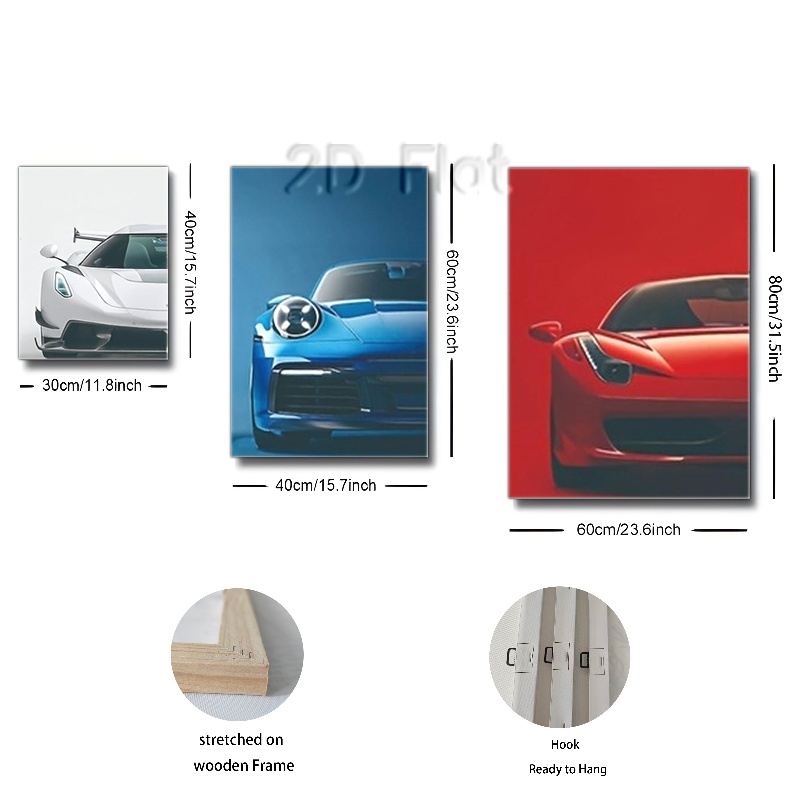 2D Flat
40cm/15.7inch
30cm/11.8inch
60cm/23.6inch
40cm/15.7inch
80cm/31.5inch
60cm/23.6inch
stretched on
wooden Frame
Hook
Ready to Hang